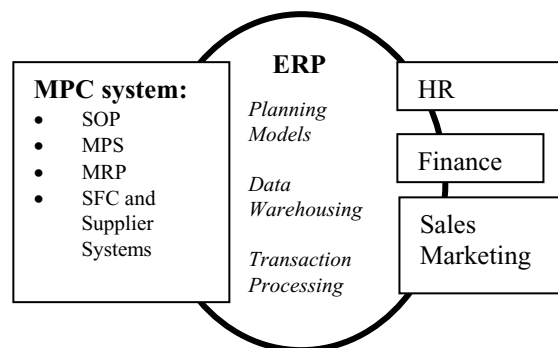 MPC system:
• SOP
• MPS
• MRP
• SFC and
Supplier
Systems
ERP
Planning
Models
Data
Warehousing
Transaction
Processing
HR
Finance
Sales
Marketing